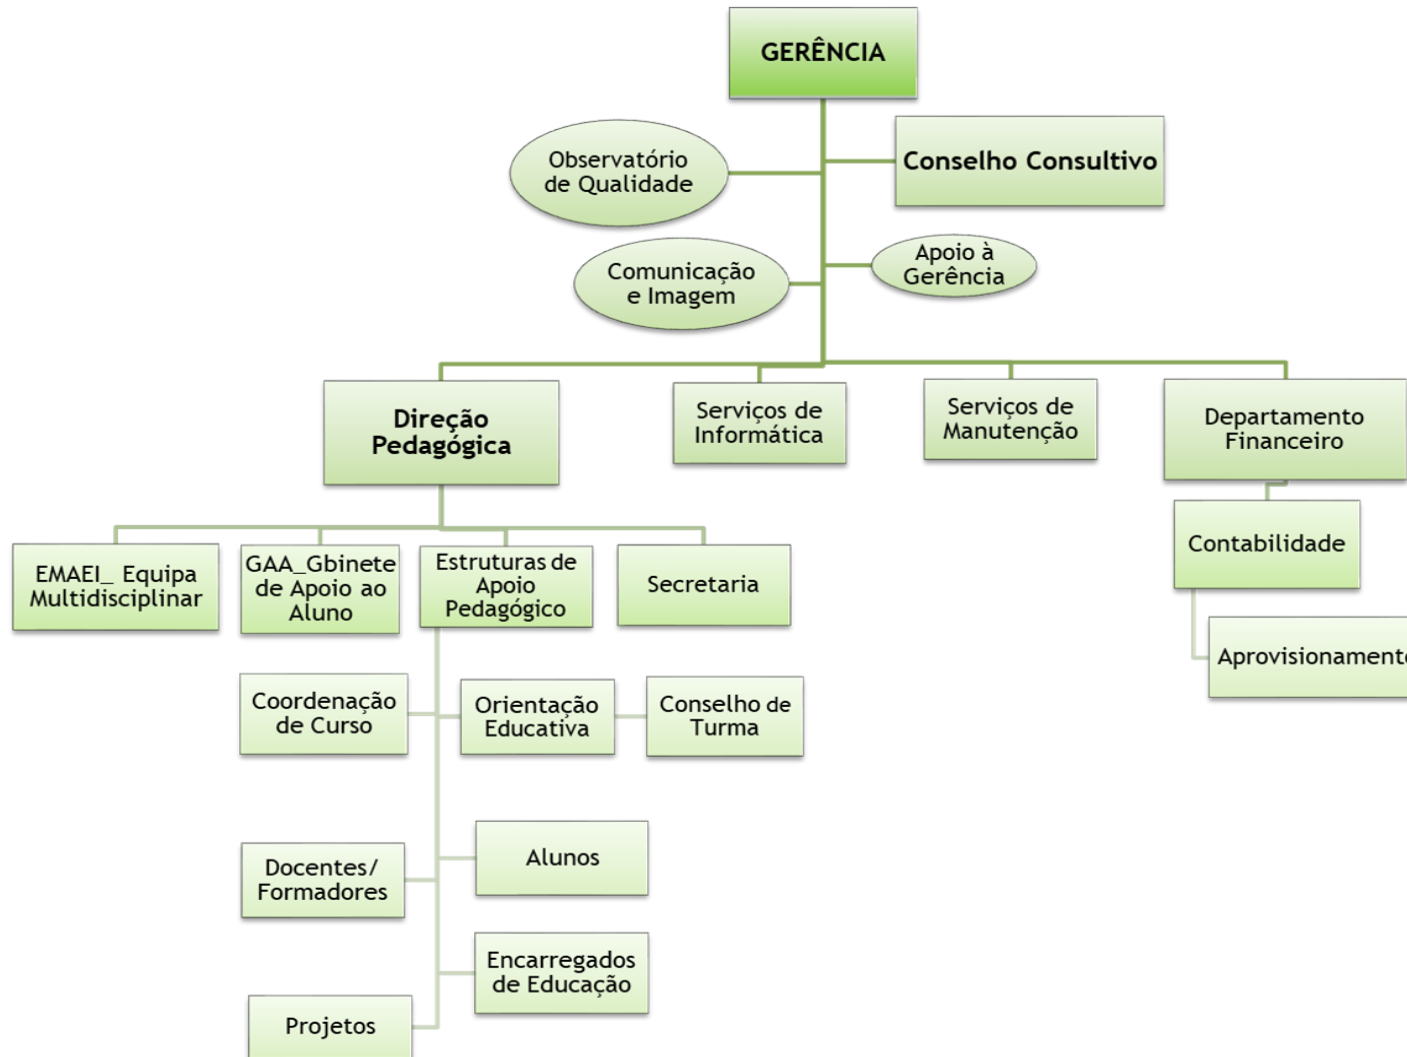 GERÊNCIA
Observatório
de Qualidade
Conselho Consultivo
Comunicação
e Imagem
Apoio à
Gerência
Direção
Pedagógica
Serviços de
Informática
Serviços de
Manutenção
Departamento
Financeiro
EMAEI_ Equipa
Multidisciplinar
GAA_Gbinete
de Apoio ao
Aluno
Estruturas de
Apoio
Pedagógico
Secretaria
Contabilidade
Aprovisionamento
Coordenação
de Curso
Orientação
Educativa
Conselho de
Turma
Docentes/
Formadores
Alunos
Encarregados
de Educação
Projetos